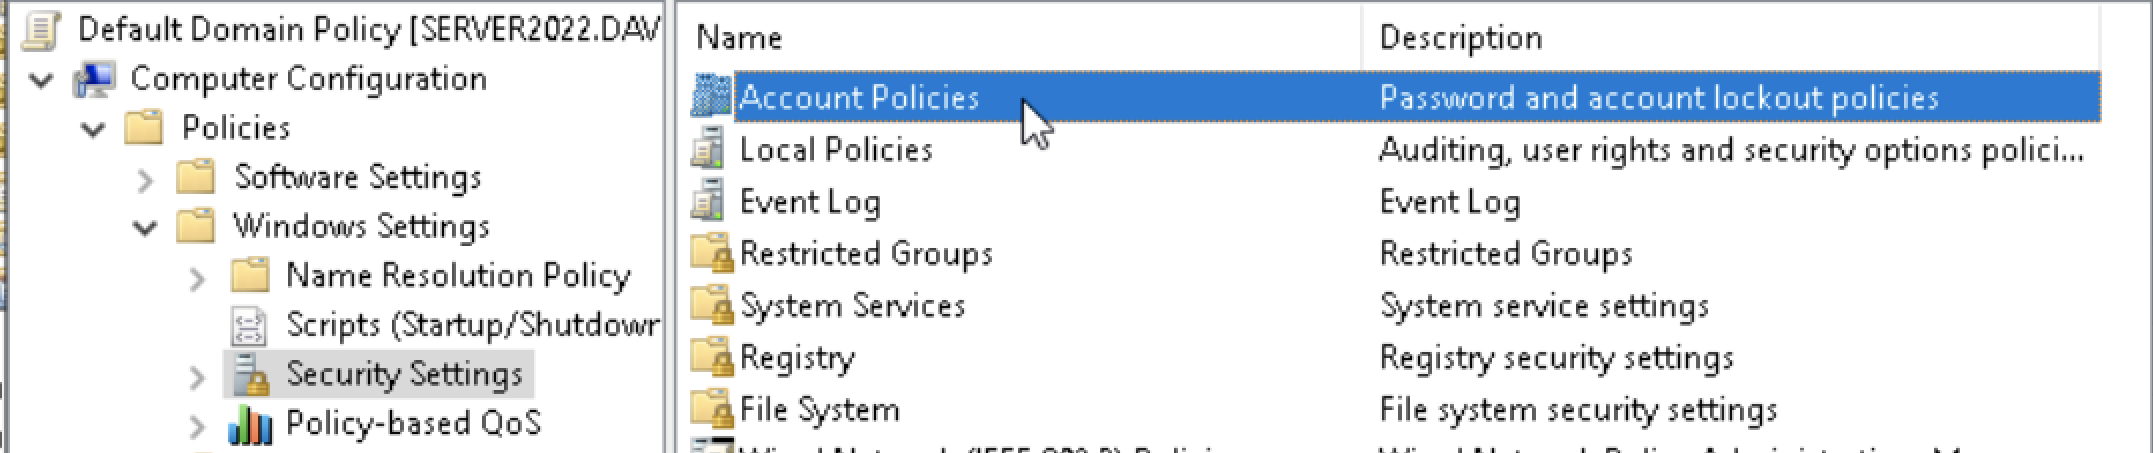 Default Domain Policy [SERVER2022.DAV
Computer Configuration
Policies
Software Settings
Windows Settings
Name Resolution Policy
Scripts (Startup/Shutdown
Security Settings
Policy-based QoS
Name Description
Account Policies Password and account lockout policies
Local Policies Auditing, user rights and security options polici...
Event Log Event Log
Restricted Groups Restricted Groups
System Services System service settings
Registry Registry security settings
File System File system security settings